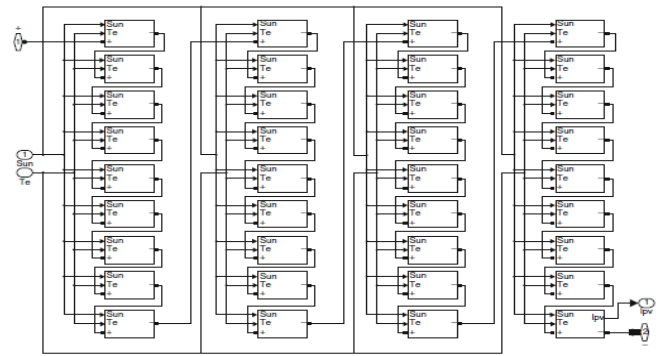 +
1
Sun Sun Sun Sun
Te − Te − Te − Te −
+ + + +
Sun Sun Sun Sun
Te − Te − Te − Te −
+ + + +
Sun Sun Sun Sun
Te − Te − Te − Te −
+ + + +
Sun Sun Sun Sun
Te − Te − Te − Te −
+ + + +
1
Sun
Te
Sun Sun Sun Sun
Te − Te − Te − Te −
+ + + +
Sun Sun Sun Sun
Te − Te − Te − Te −
+ + + +
Sun Sun Sun Sun
Te − Te − Te − Te −
+ + + +
Sun Sun Sun Sun
Te − Te − Te − Te −
+ + + +
Sun Sun Sun Sun
Te − Te − Te − Te Ipv
+ + + + −
1
Ipv
2
−